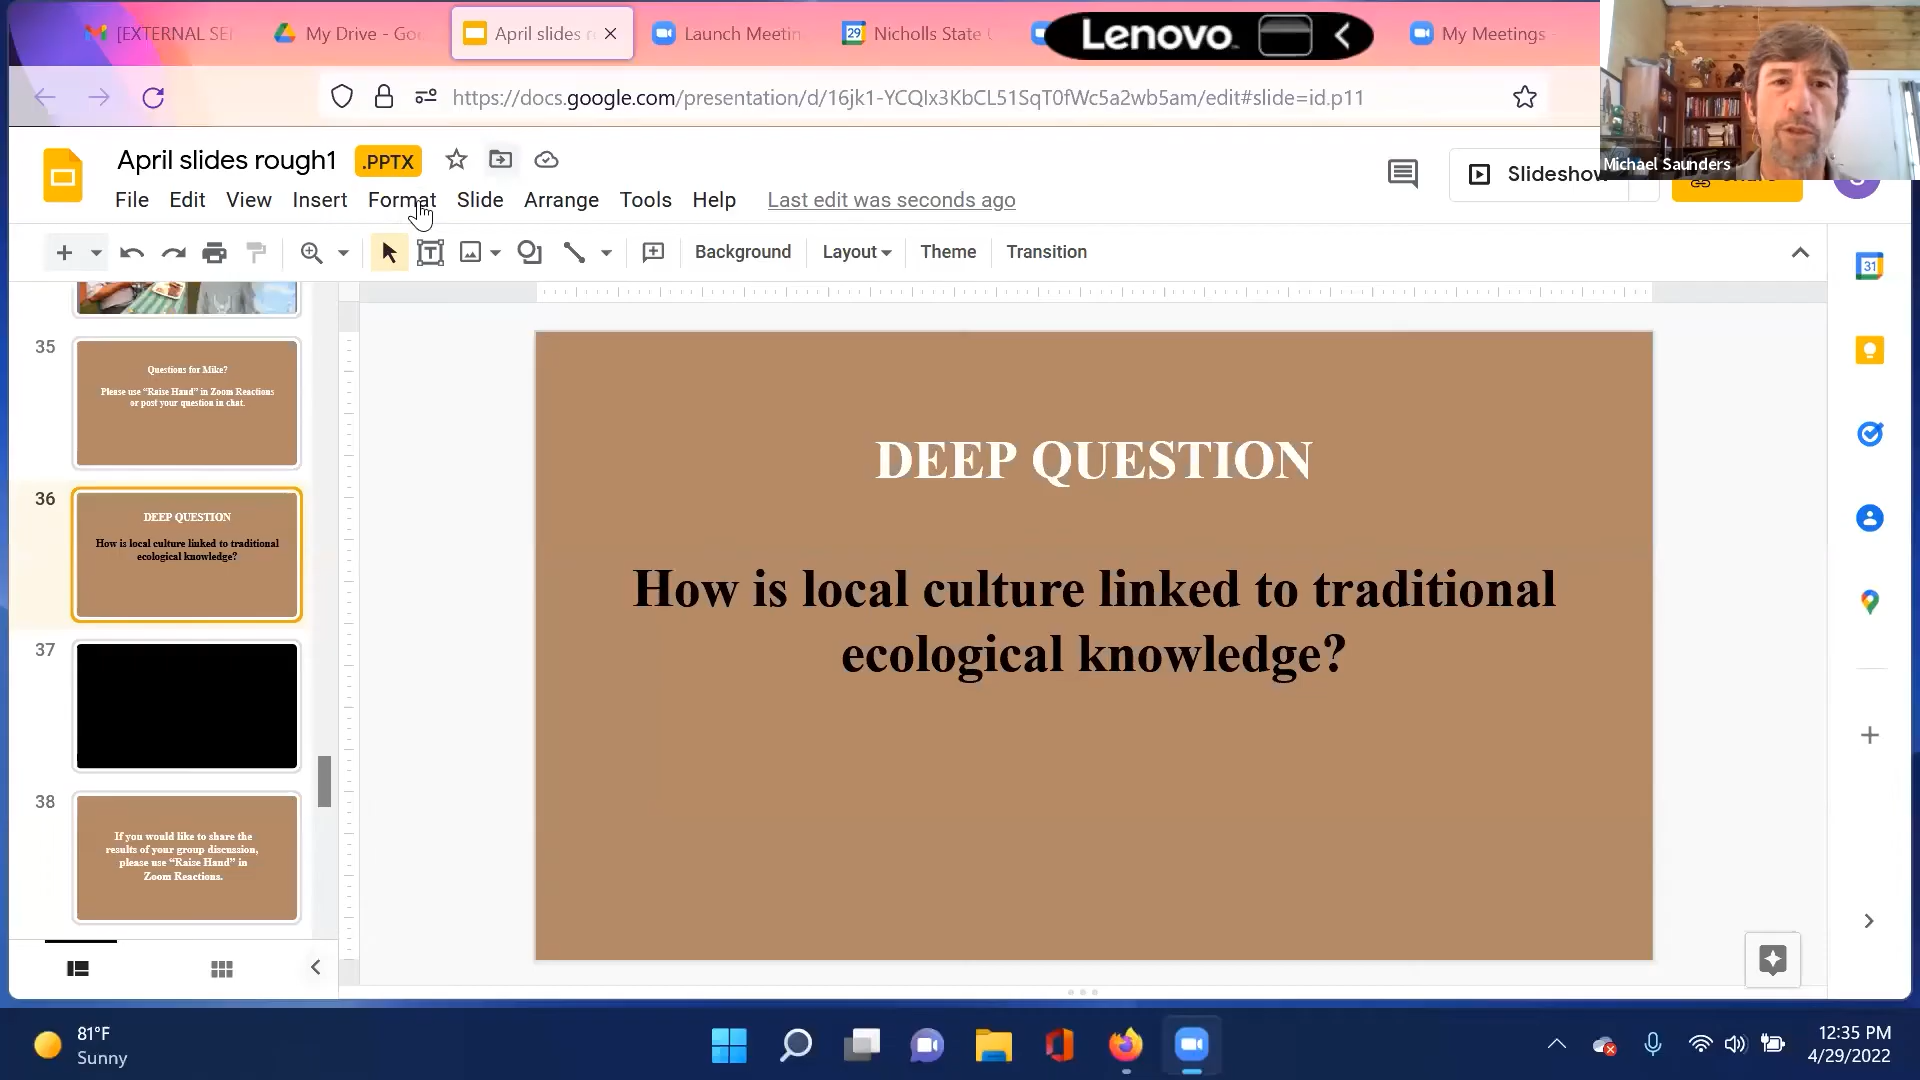 [EXTERNAL SE
My Drive - Go
April slides r
Launch Meetin
29
Nicholls State
Lenovo
My Meetings -
https://docs.google.com/presentation/d/16jk1-YCQIx3KbCL51SqT0fWc5a2wb5am/edit#slide=id.p11
April slides rough1
.PPTX
Slideshow
Michael Saunders
File Edit View Insert Format Slide Arrange Tools Help
Last edit was seconds ago
Background Layout Theme Transition
31
35
Questions for Mike?
Please use “Raise Hand” in Zoom Reactions
or post your question in chat.
36
DEEP QUESTION
How is local culture linked to traditional
ecological knowledge?
37
38
If you would like to share the
results of your group discussion,
please use “Raise Hand” in
Zoom Reactions.
DEEP QUESTION
How is local culture linked to traditional
ecological knowledge?
81°F
Sunny
12:35 PM
4/29/2022